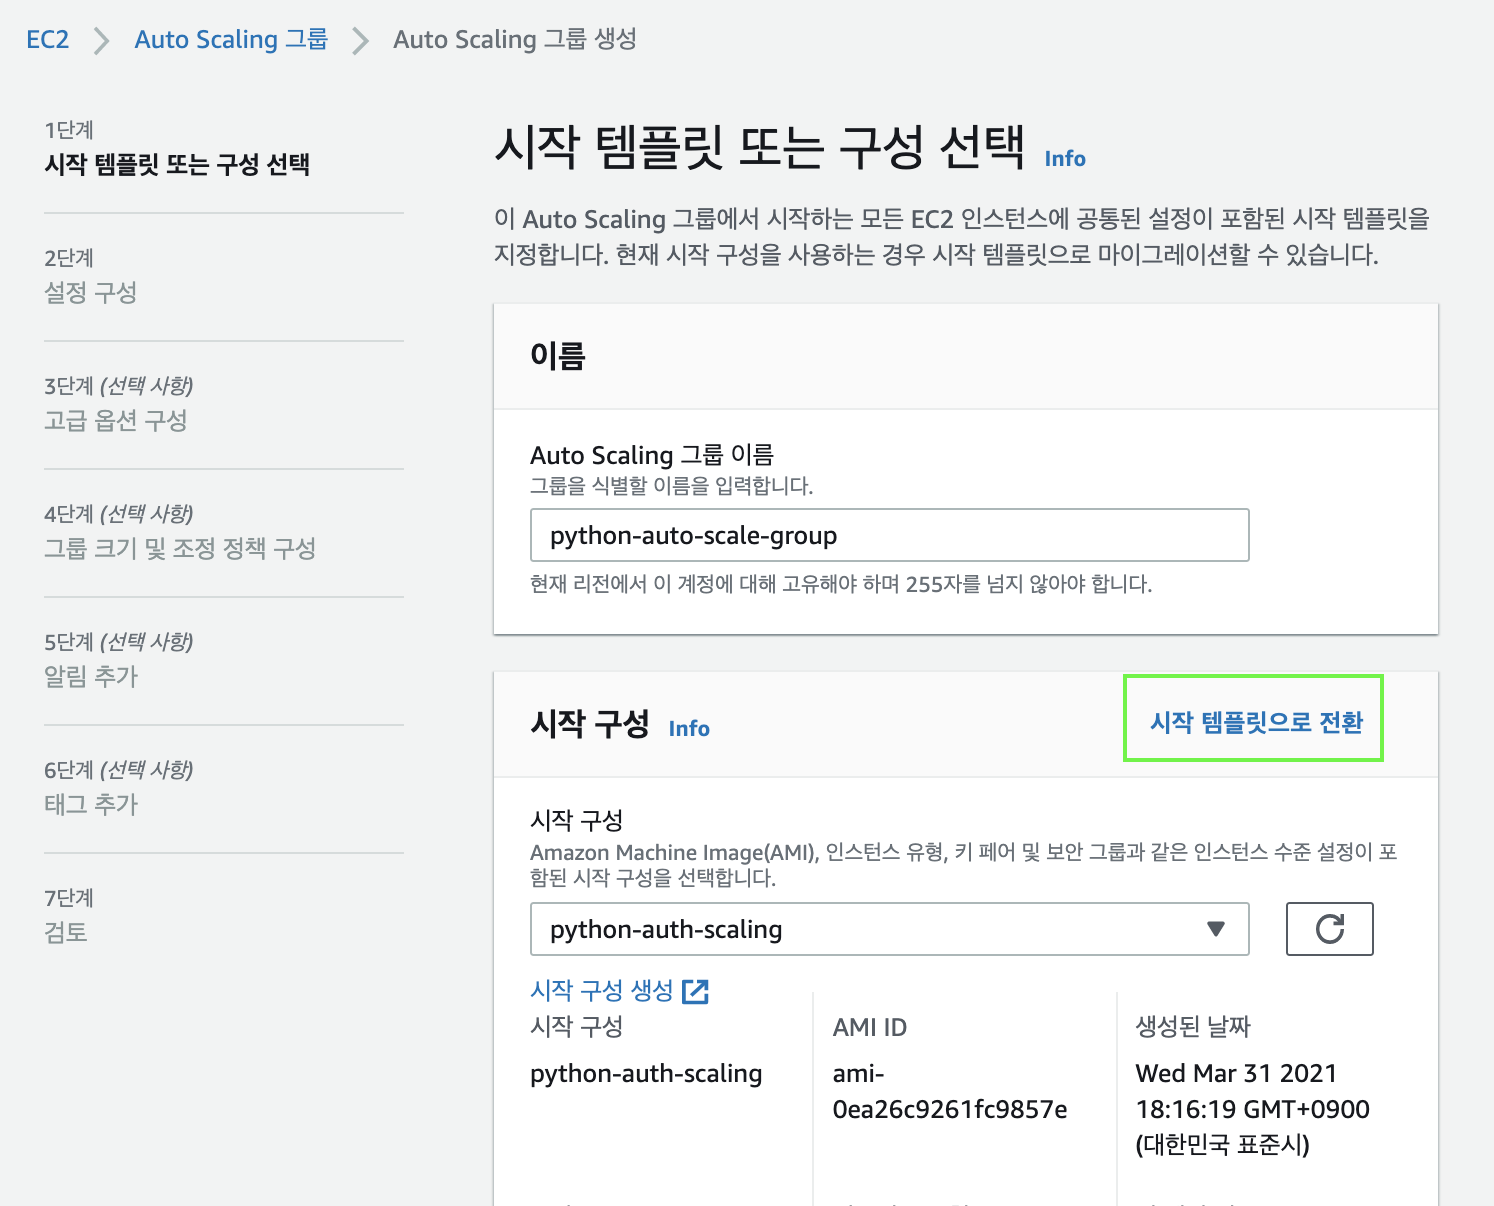 EC2 > Auto Scaling 그룹 > Auto Scaling 그룹 생성
1단계
시작 템플릿 또는 구성 선택
2단계
설정 구성
3단계 (선택 사항)
고급 옵션 구성
4단계 (선택 사항)
그룹 크기 및 조정 정책 구성
5단계 (선택 사항)
알림 추가
6단계 (선택 사항)
태그 추가
7단계
검토
시작 템플릿 또는 구성 선택 Info
이 Auto Scaling 그룹에서 시작하는 모든 EC2 인스턴스에 공통된 설정이 포함된 시작 템플릿을
지정합니다. 현재 시작 구성을 사용하는 경우 시작 템플릿으로 마이그레이션할 수 있습니다.
이름
Auto Scaling 그룹 이름
그룹을 식별할 이름을 입력합니다.
python-auto-scale-group
현재 리전에서 이 계정에 대해 고유해야 하며 255자를 넘지 않아야 합니다.
시작 구성 Info
시작 템플릿으로 전환
시작 구성
Amazon Machine Image(AMI), 인스턴스 유형, 키 페어 및 보안 그룹과 같은 인스턴스 수준 설정이 포
함된 시작 구성을 선택합니다.
python-auth-scaling
시작 구성 생성
시작 구성
python-auth-scaling
AMI ID
ami-
0ea26c9261fc9857e
생성된 날짜
Wed Mar 31 2021
18:16:19 GMT+0900
(대한민국 표준시)